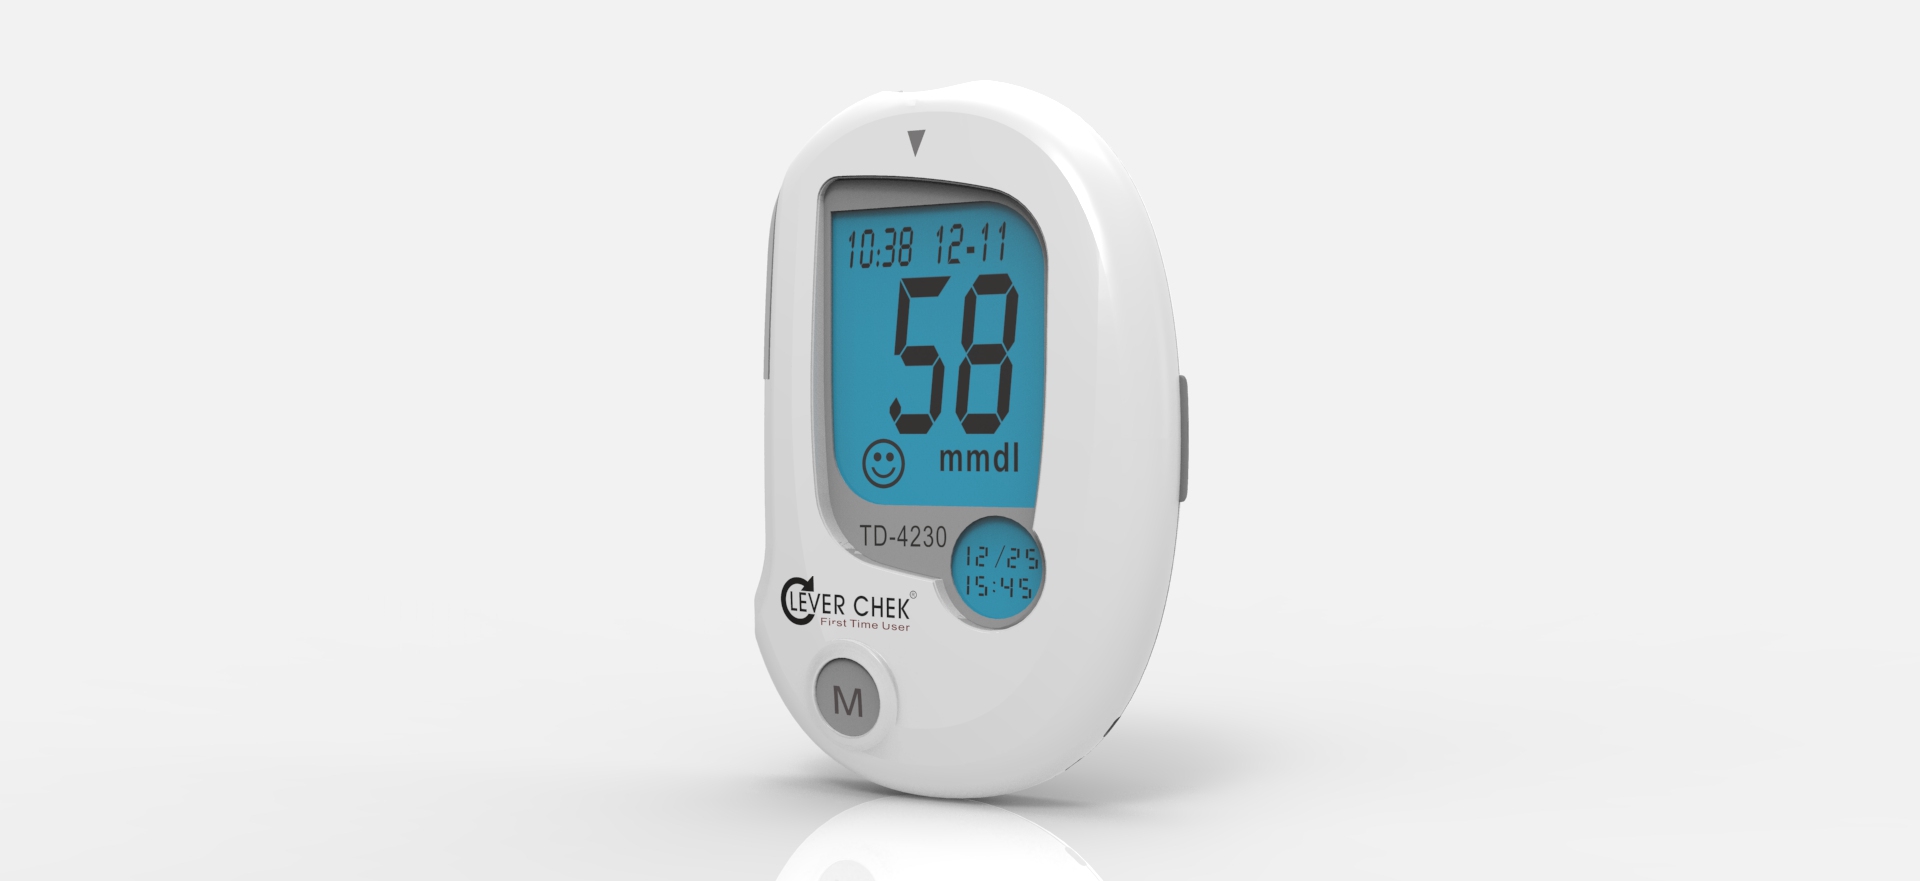 10:38 12-11
58
mmdl
TD-4230
12/25
15:45
CLEVER CHEK®
First Time User
M